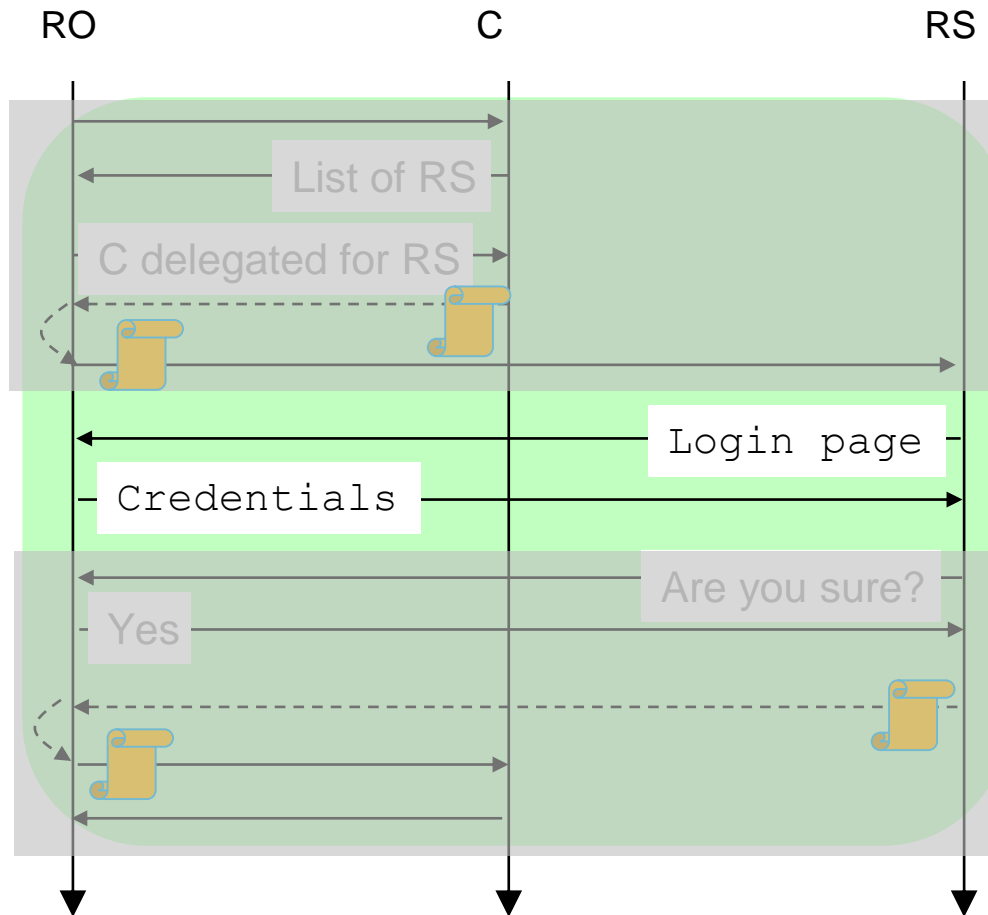 RO
C
RS
List of RS
C delegated for RS
Login page
Credentials
Are you sure?
Yes